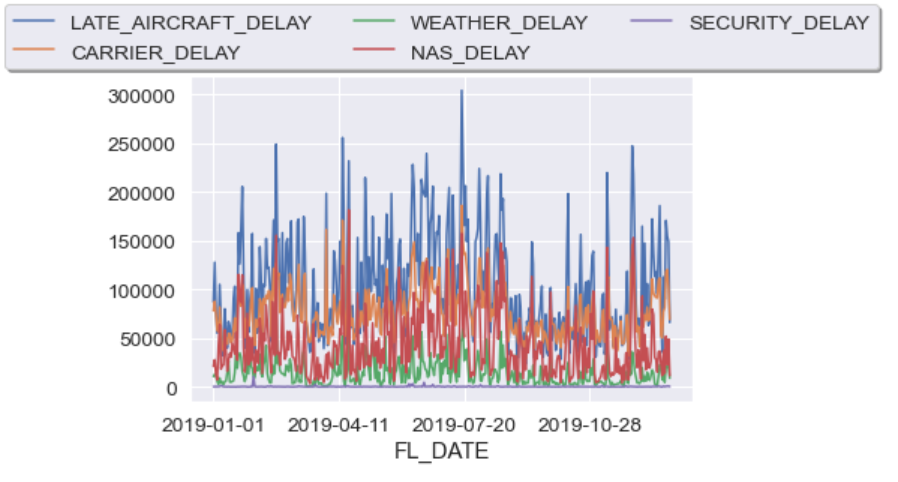 LATE_AIRCRAFT_DELAY WEATHER_DELAY SECURITY_DELAY
CARRIER_DELAY NAS_DELAY
300000
250000
200000
150000
100000
50000
0
2019-01-01 2019-04-11 2019-07-20 2019-10-28
FL_DATE